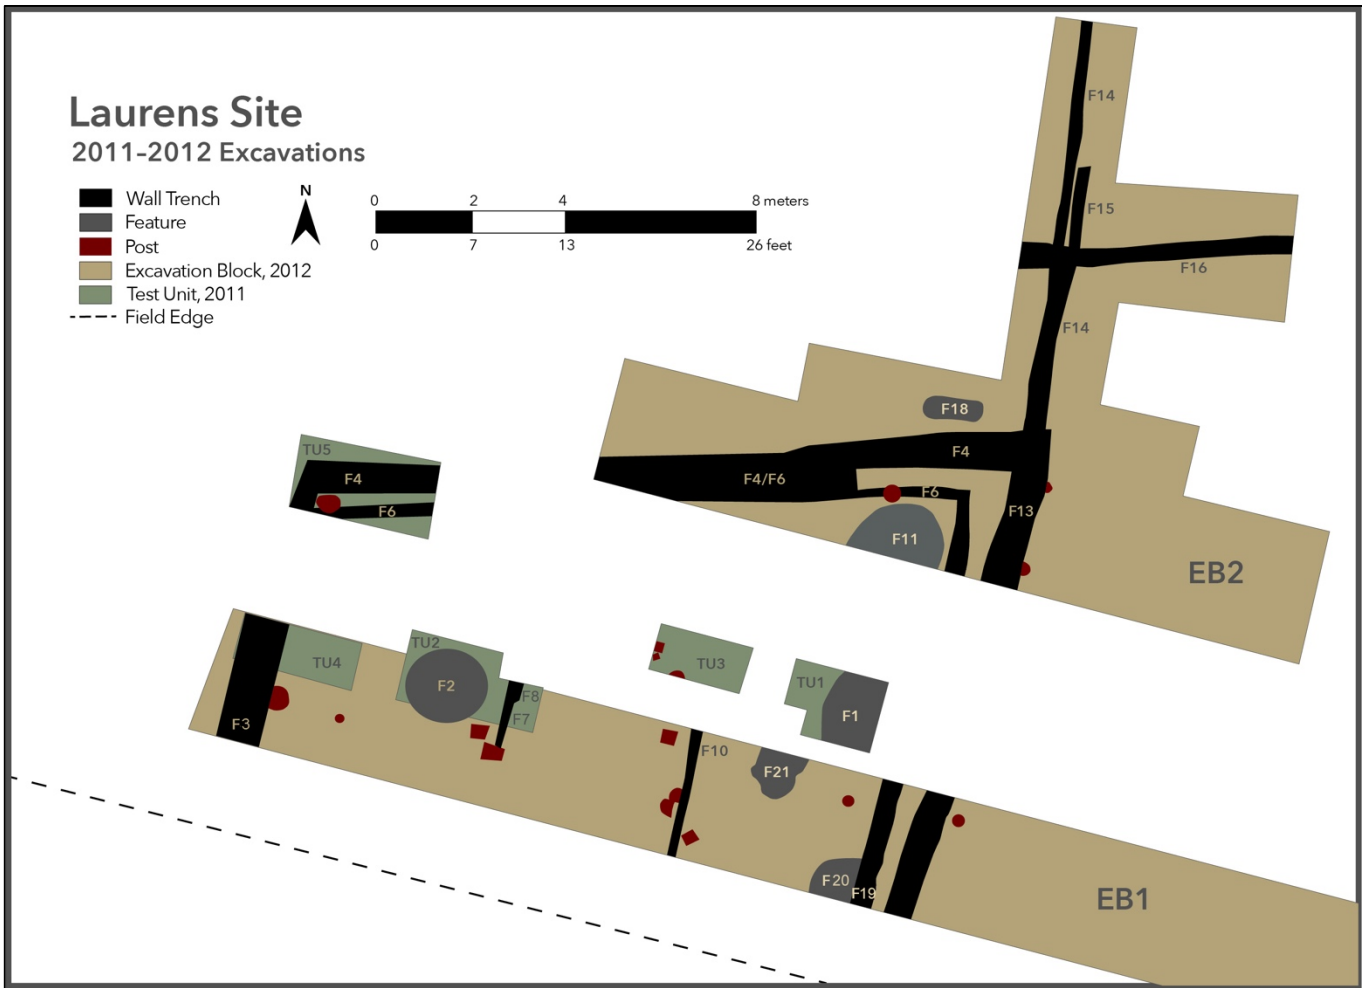 Laurens Site
2011–2012 Excavations
Wall Trench
Feature
Post
Excavation Block, 2012
Test Unit, 2011
Field Edge
N
0 2 4 8 meters
0 7 13 26 feet
F14
F15
F16
F14
F18
F4
F4/F6
F6
F13
F11
EB2
TU5
F4
F6
TU4
F3
TU2
F2
F8
F7
TU3
TU1
F1
F10
F21
F20
F19
EB1